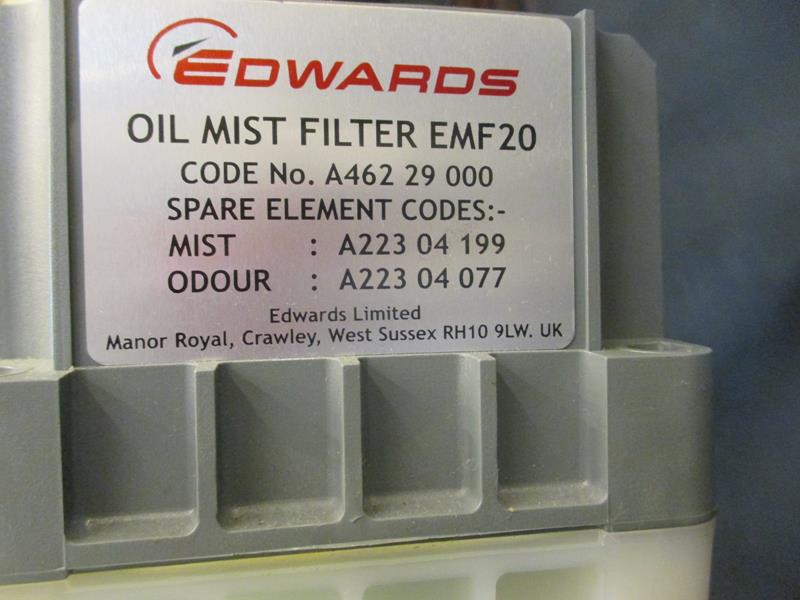 EDWARDS
OIL MIST FILTER EMF20
CODE No. A462 29 000
SPARE ELEMENT CODES:-
MIST : A223 04 199
ODOUR : A223 04 077
Edwards Limited
Manor Royal, Crawley, West Sussex RH10 9LW. UK